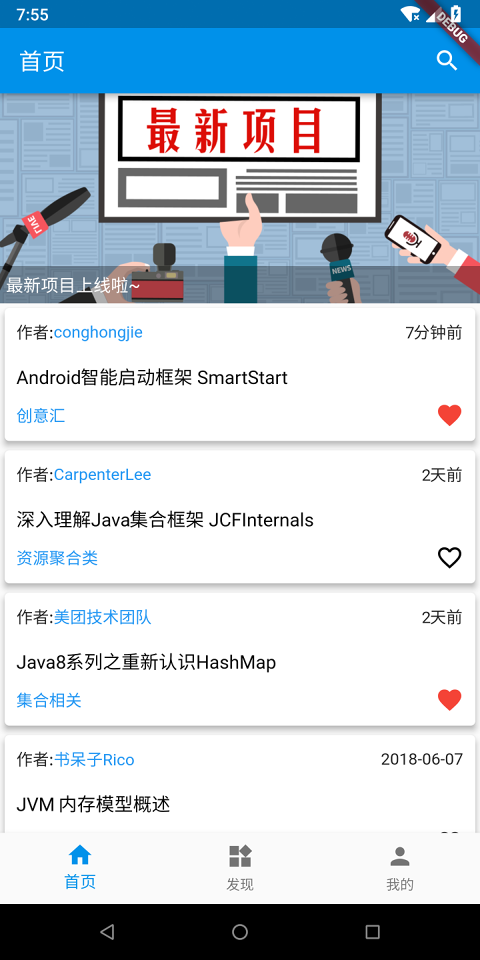 7:55
DEBUG
首页
最新项目
LIVE
NEWS
最新项目上线啦~
作者:conghongjie
7分钟前
Android智能启动框架 SmartStart
创意汇
作者:CarpenterLee
2天前
深入理解Java集合框架 JCFInternals
资源聚合类
作者:美团技术团队
2天前
Java8系列之重新认识HashMap
集合相关
作者:书呆子Rico
2018-06-07
JVM 内存模型概述
首页
发现
我的